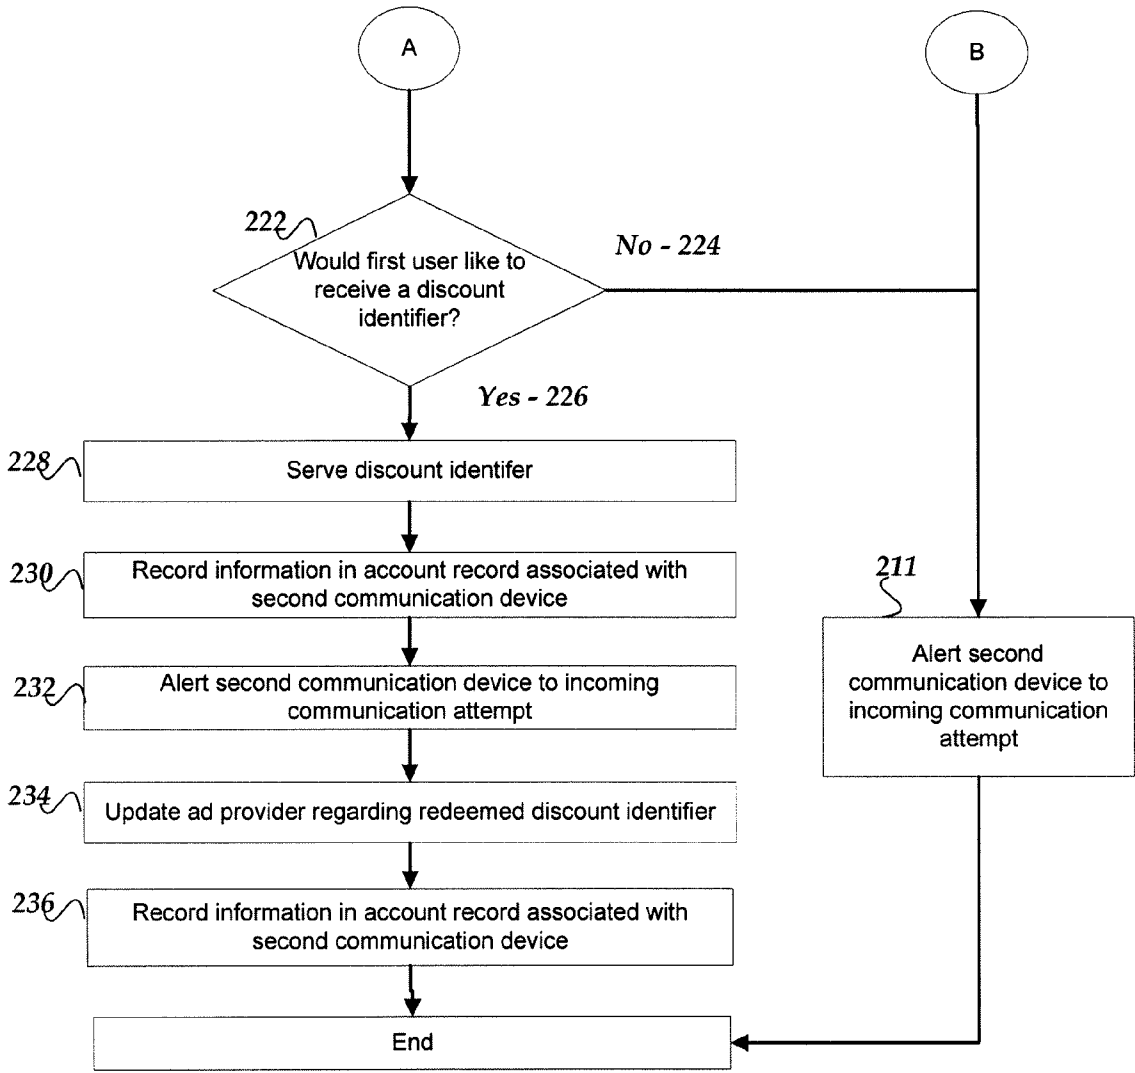 A
B
222
No - 224
Would first user like to
receive a discount
identifier?
Yes - 226
228
Serve discount identifer
230
Record information in account record associated with
second communication device
211
Alert second
communication device to
incoming communication
attempt
232
Alert second communication device to incoming
communication attempt
234
Update ad provider regarding redeemed discount identifier
236
Record information in account record associated with
second communication device
End